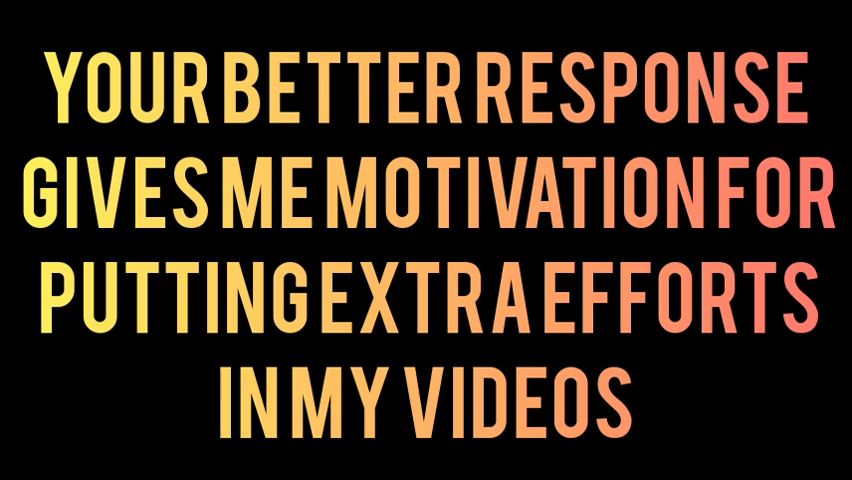 YOUR BETTER RESPONSE
GIVES ME MOTIVATION FOR
PUTTING EXTRA EFFORTS
IN MY VIDEOS